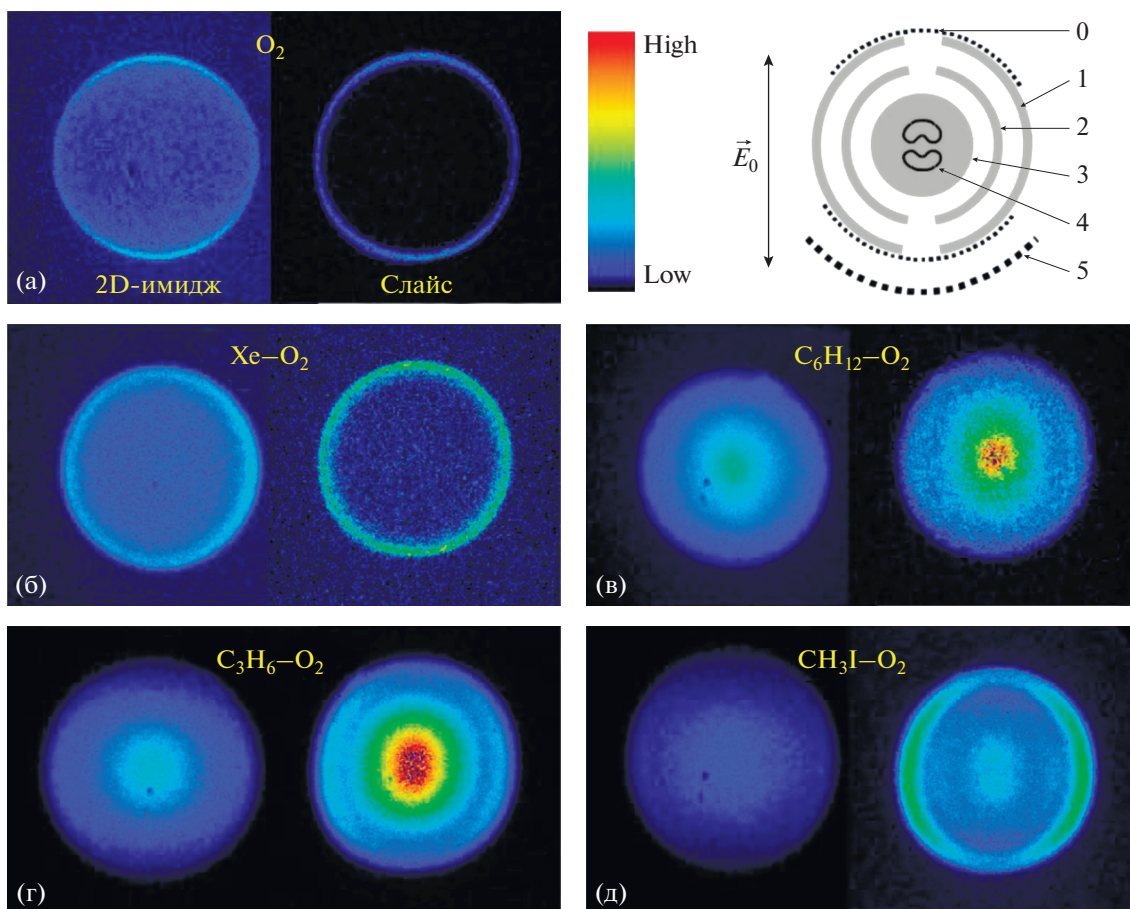 O₂
(а)
2D-имидж
Слайс
High
Low
E⃗₀
0
1
2
3
4
5
Xe–O₂
(б)
C₆H₁₂–O₂
(в)
C₃H₆–O₂
(г)
CH₃I–O₂
(д)